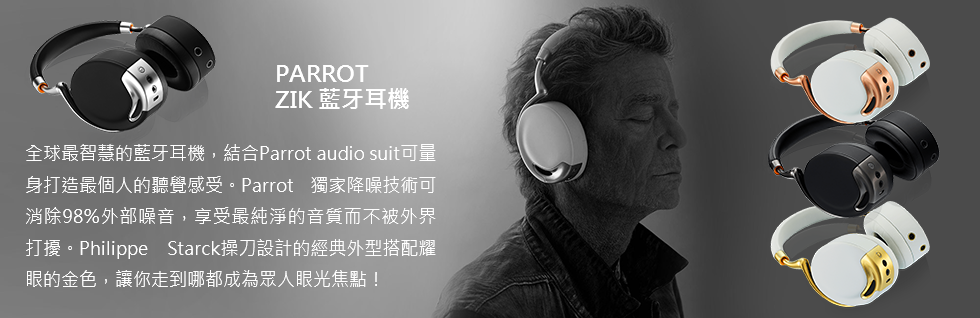 PARROT
ZIK 藍牙耳機
全球最智慧的藍牙耳機，結合Parrot audio suit可量
身打造最個人的聽覺感受。Parrot　獨家降噪技術可
消除98%外部噪音，享受最純淨的音質而不被外界
打擾。Philippe　Starck操刀設計的經典外型搭配耀
眼的金色，讓你走到哪都成為眾人眼光焦點！